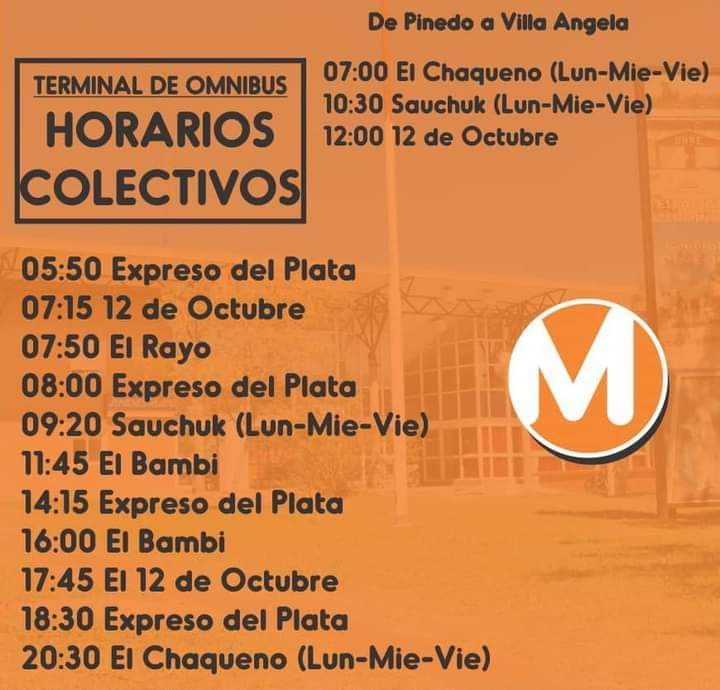 De Pinedo a Villa Angela
TERMINAL DE OMNIBUS
HORARIOS
COLECTIVOS
07:00 El Chaqueno (Lun-Mie-Vie)
10:30 Sauchuk (Lun-Mie-Vie)
12:00 12 de Octubre
05:50 Expreso del Plata
07:15 12 de Octubre
07:50 El Rayo
08:00 Expreso del Plata
09:20 Sauchuk (Lun-Mie-Vie)
11:45 El Bambi
14:15 Expreso del Plata
16:00 El Bambi
17:45 El 12 de Octubre
18:30 Expreso del Plata
20:30 El Chaqueno (Lun-Mie-Vie)
M